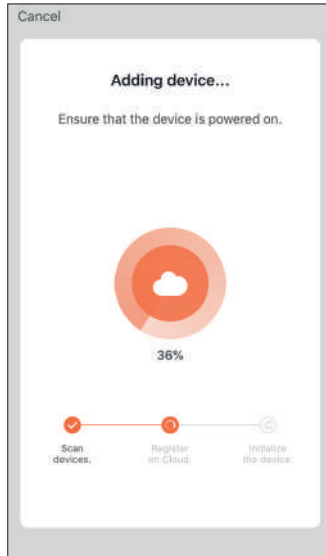 Cancel
Adding device...
Ensure that the device is powered on.
36%
Scan
devices.
Register
on Cloud.
Initialize
the device.